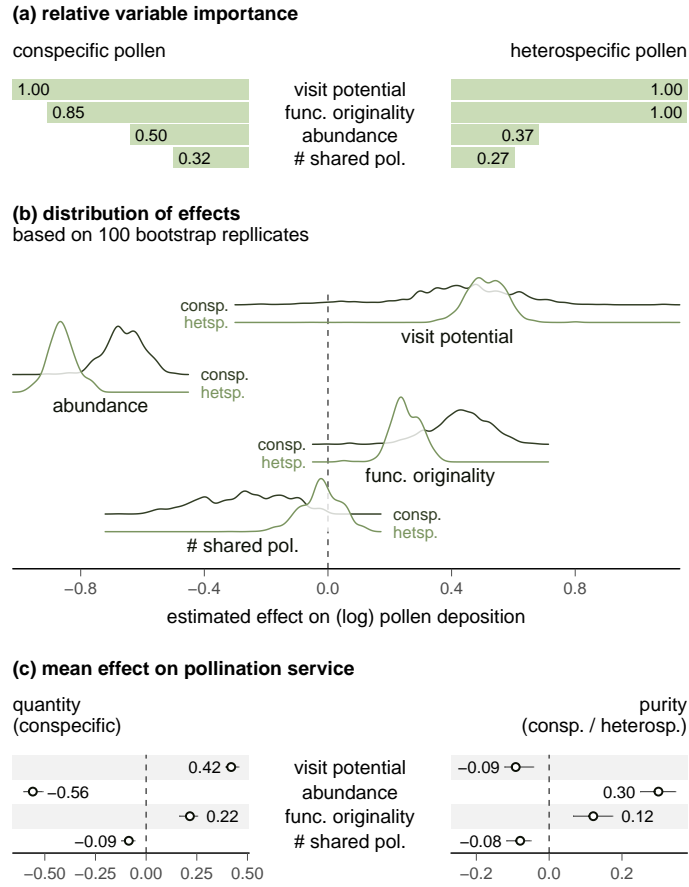 (a) relative variable importance
conspecific pollen heterospecific pollen
1.00 visit potential 1.00
0.85 func. originality 1.00
0.50 abundance 0.37
0.32 # shared pol. 0.27
(b) distribution of effects
based on 100 bootstrap repllicates
consp.
hetsp.
visit potential
consp.
hetsp.
abundance
consp.
hetsp.
func. originality
consp.
hetsp.
# shared pol.
−0.8 −0.4 0.0 0.4 0.8
estimated effect on (log) pollen deposition
(c) mean effect on pollination service
quantity purity
(conspecific) (consp. / heterosp.)
0.42 visit potential −0.09
−0.56 abundance 0.30
0.22 func. originality 0.12
−0.09 # shared pol. −0.08
−0.50 −0.25 0.00 0.25 0.50 −0.2 0.0 0.2